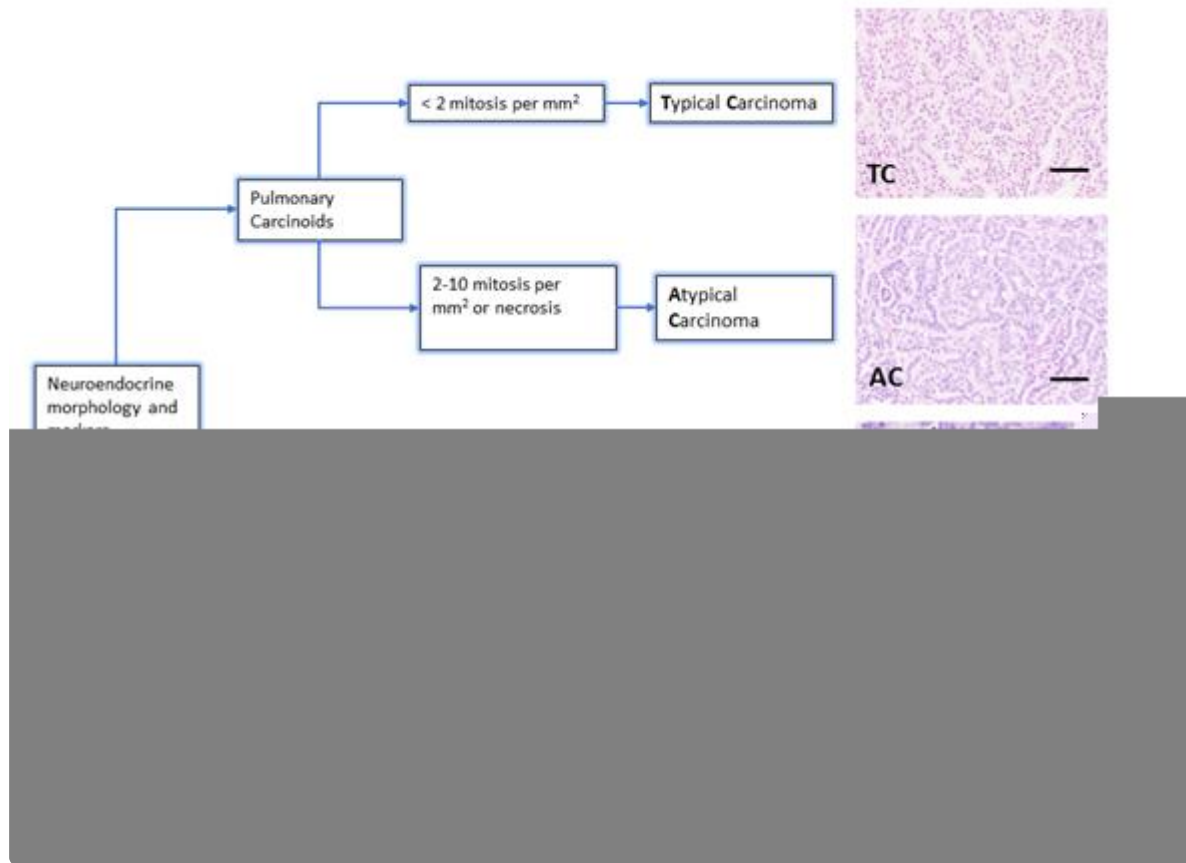 < 2 mitosis per mm²
Typical Carcinoma
TC
Pulmonary
Carcinoids
2-10 mitosis per
mm² or necrosis
Atypical
Carcinoma
AC
Neuroendocrine
morphology and